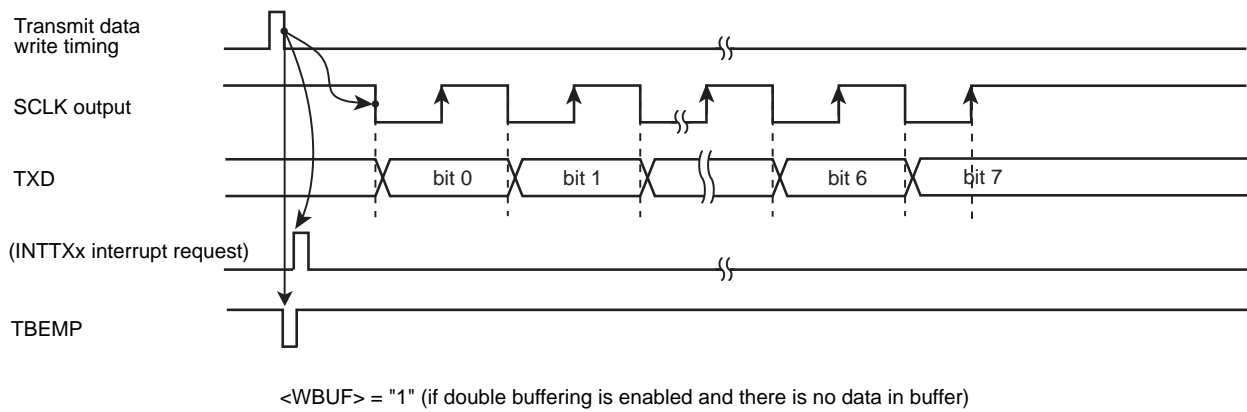 Transmit data
write timing
SCLK output
TXD
bit 0
bit 1
bit 6
bit 7
(INTTXx interrupt request)
TBEMP
<WBUF> = "1" (if double buffering is enabled and there is no data in buffer)